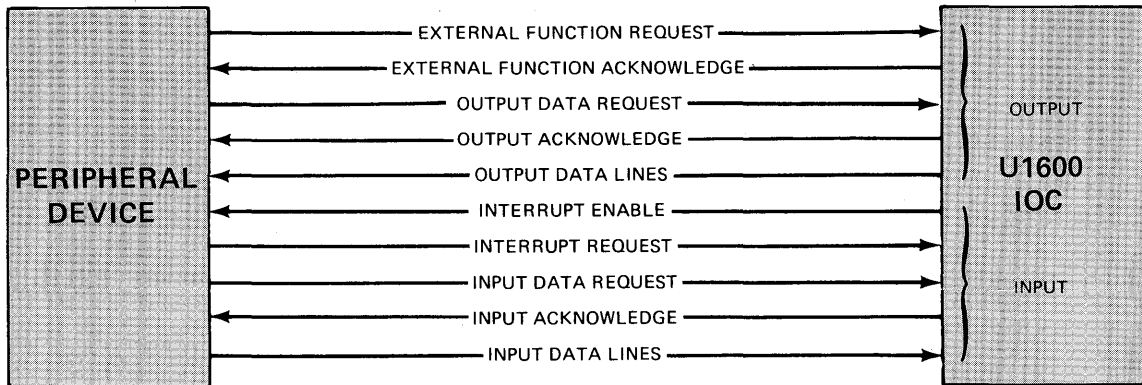 EXTERNAL FUNCTION REQUEST
EXTERNAL FUNCTION ACKNOWLEDGE
OUTPUT DATA REQUEST
OUTPUT ACKNOWLEDGE
OUTPUT DATA LINES
INTERRUPT ENABLE
INTERRUPT REQUEST
INPUT DATA REQUEST
INPUT ACKNOWLEDGE
INPUT DATA LINES
PERIPHERAL
DEVICE
OUTPUT
U1600
IOC
INPUT